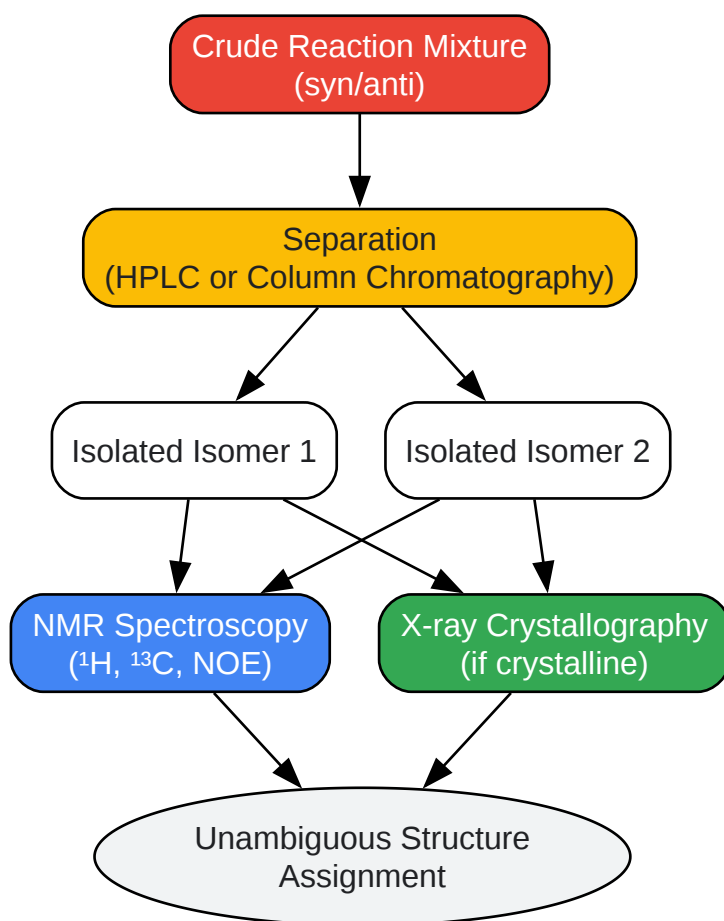 Crude Reaction Mixture
(syn/anti)
Separation
(HPLC or Column Chromatography)
Isolated Isomer 1
Isolated Isomer 2
NMR Spectroscopy
(¹H, ¹³C, NOE)
X-ray Crystallography
(if crystalline)
Unambiguous Structure
Assignment